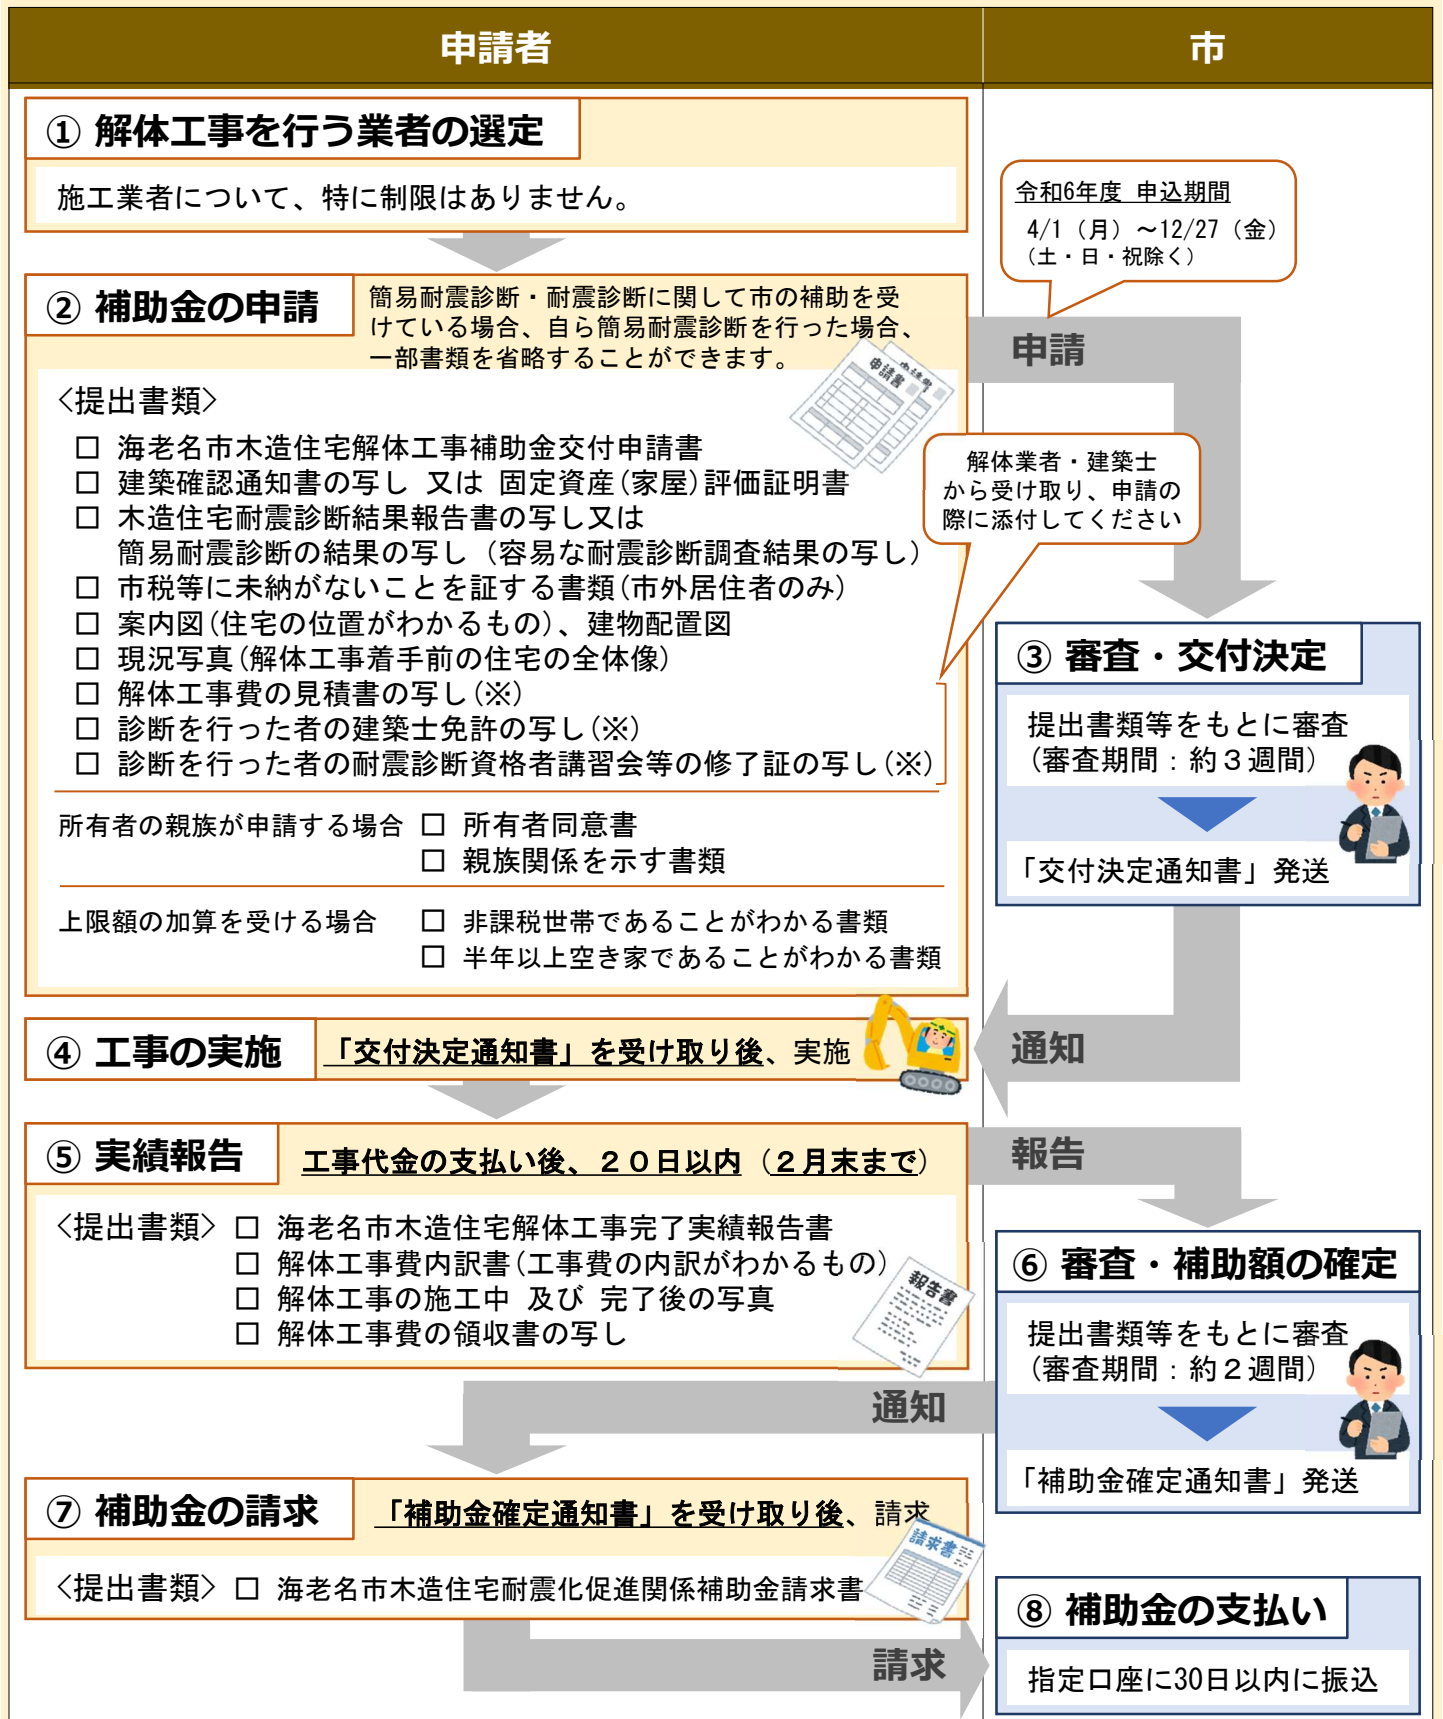 申請者
市
① 解体工事を行う業者の選定
施工業者について、特に制限はありません。
令和6年度 申込期間
4/1（月）～12/27（金）
（土・日・祝除く）
② 補助金の申請
簡易耐震診断・耐震診断に関して市の補助を受
けている場合、自ら簡易耐震診断を行った場合、
一部書類を省略することができます。
申請
申請書
申請書
〈提出書類〉
□ 海老名市木造住宅解体工事補助金交付申請書
□ 建築確認通知書の写し 又は 固定資産(家屋)評価証明書
□ 木造住宅耐震診断結果報告書の写し又は
簡易耐震診断の結果の写し（容易な耐震診断調査結果の写し）
□ 市税等に未納がないことを証する書類(市外居住者のみ)
□ 案内図(住宅の位置がわかるもの)、建物配置図
□ 現況写真(解体工事着手前の住宅の全体像)
□ 解体工事費の見積書の写し(※)
□ 診断を行った者の建築士免許の写し(※)
□ 診断を行った者の耐震診断資格者講習会等の修了証の写し(※)
解体業者・建築士
から受け取り、申請の
際に添付してください
所有者の親族が申請する場合 □ 所有者同意書
□ 親族関係を示す書類
上限額の加算を受ける場合 □ 非課税世帯であることがわかる書類
□ 半年以上空き家であることがわかる書類
③ 審査・交付決定
提出書類等をもとに審査
（審査期間：約３週間）
「交付決定通知書」発送
通知
④ 工事の実施
「交付決定通知書」を受け取り後、実施
⑤ 実績報告
工事代金の支払い後、２０日以内（２月末まで）
報告
〈提出書類〉 □ 海老名市木造住宅解体工事完了実績報告書
□ 解体工事費内訳書(工事費の内訳がわかるもの)
□ 解体工事の施工中 及び 完了後の写真
□ 解体工事費の領収書の写し
報告書
⑥ 審査・補助額の確定
提出書類等をもとに審査
（審査期間：約２週間）
「補助金確定通知書」発送
通知
⑦ 補助金の請求
「補助金確定通知書」を受け取り後、請求
〈提出書類〉 □ 海老名市木造住宅耐震化促進関係補助金請求書
請求書
請求
⑧ 補助金の支払い
指定口座に30日以内に振込